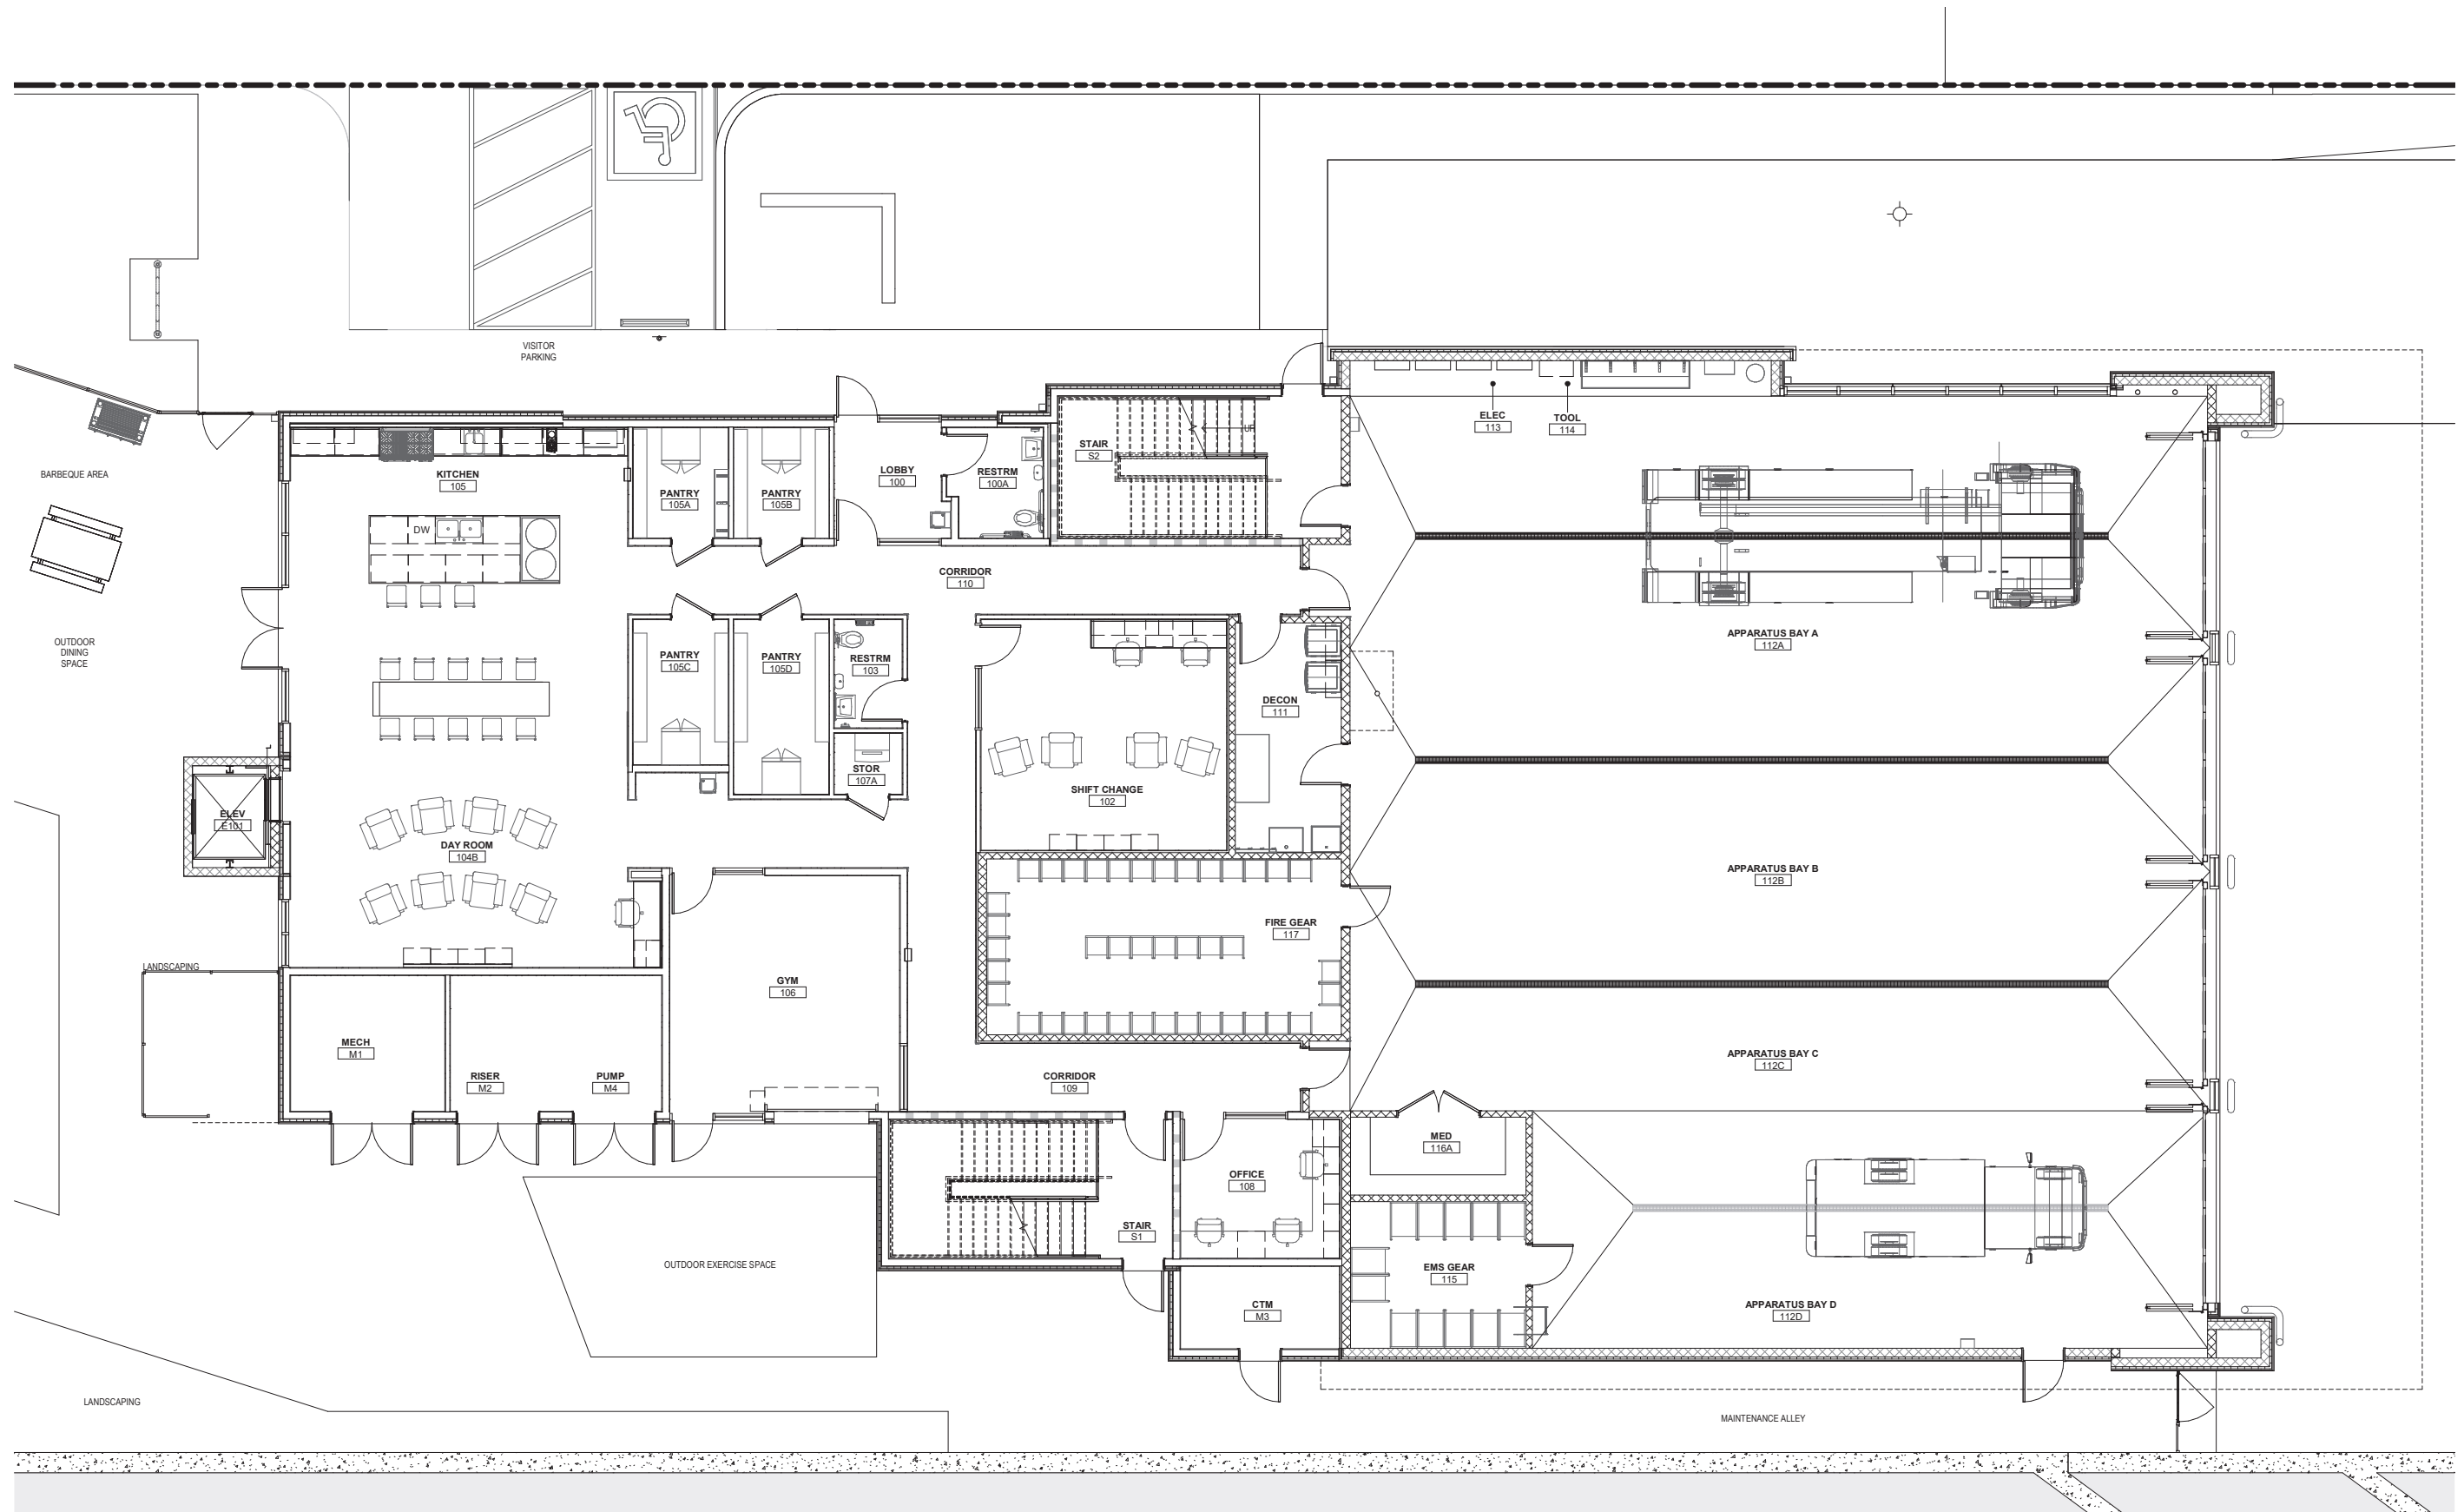 VISITOR
PARKING
ELEC
113
TOOL
114
UP
STAIR
S2
BARBEQUE AREA
KITCHEN
105
LOBBY
100
RESTRM
100A
PANTRY
105A
PANTRY
105B
DW
CORRIDOR
110
OUTDOOR
DINING
SPACE
APPARATUS BAY A
112A
PANTRY
105C
PANTRY
105D
RESTRM
103
DECON
111
STOR
107A
SHIFT CHANGE
102
ELEV
E101
DAY ROOM
104B
APPARATUS BAY B
112B
FIRE GEAR
117
LANDSCAPING
GYM
106
MECH
M1
APPARATUS BAY C
112C
RISER
M2
PUMP
M4
CORRIDOR
109
MED
116A
OFFICE
108
STAIR
S1
OUTDOOR EXERCISE SPACE
EMS GEAR
115
CTM
M3
APPARATUS BAY D
112D
LANDSCAPING
MAINTENANCE ALLEY